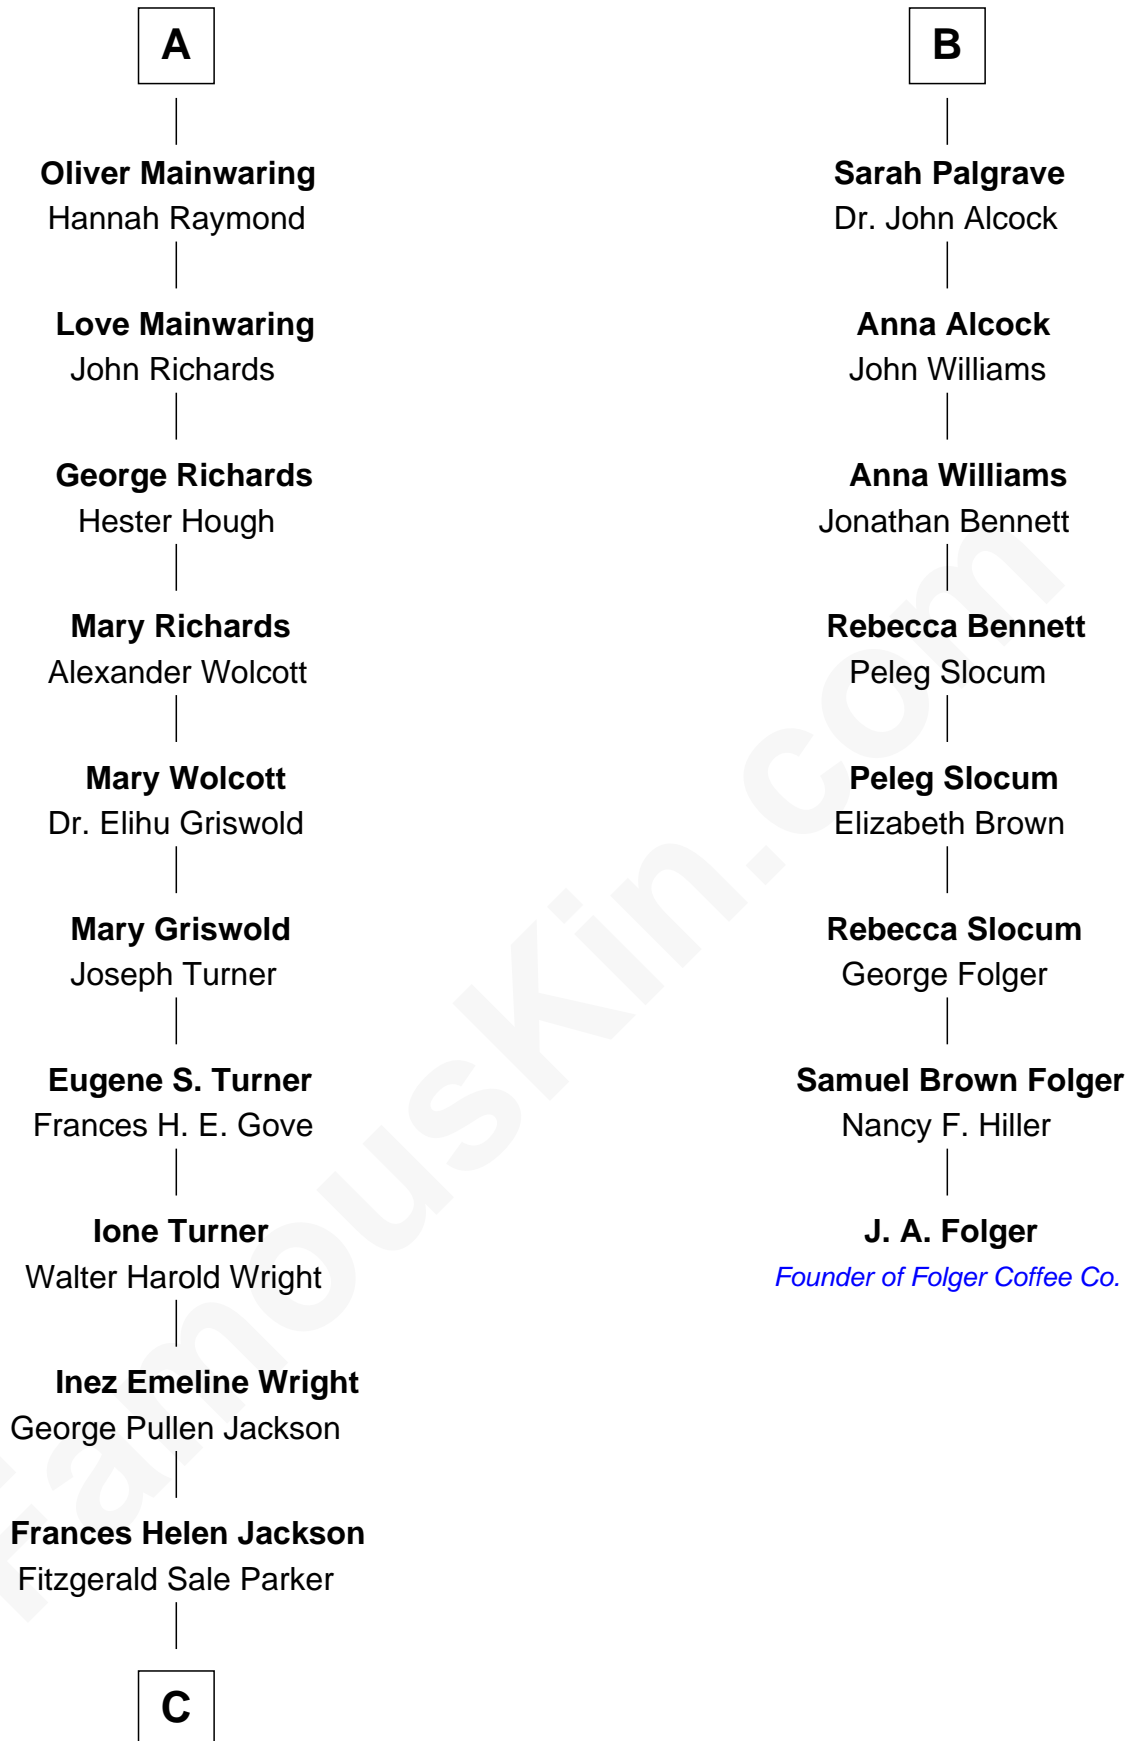 A
Oliver Mainwaring
Hannah Raymond
Love Mainwaring
John Richards
George Richards
Hester Hough
Mary Richards
Alexander Wolcott
Mary Wolcott
Dr. Elihu Griswold
Mary Griswold
Joseph Turner
Eugene S. Turner
Frances H. E. Gove
Ione Turner
Walter Harold Wright
Inez Emeline Wright
George Pullen Jackson
Frances Helen Jackson
Fitzgerald Sale Parker
C
B
Sarah Palgrave
Dr. John Alcock
Anna Alcock
John Williams
Anna Williams
Jonathan Bennett
Rebecca Bennett
Peleg Slocum
Peleg Slocum
Elizabeth Brown
Rebecca Slocum
George Folger
Samuel Brown Folger
Nancy F. Hiller
J. A. Folger
Founder of Folger Coffee Co.
FamousKin.com